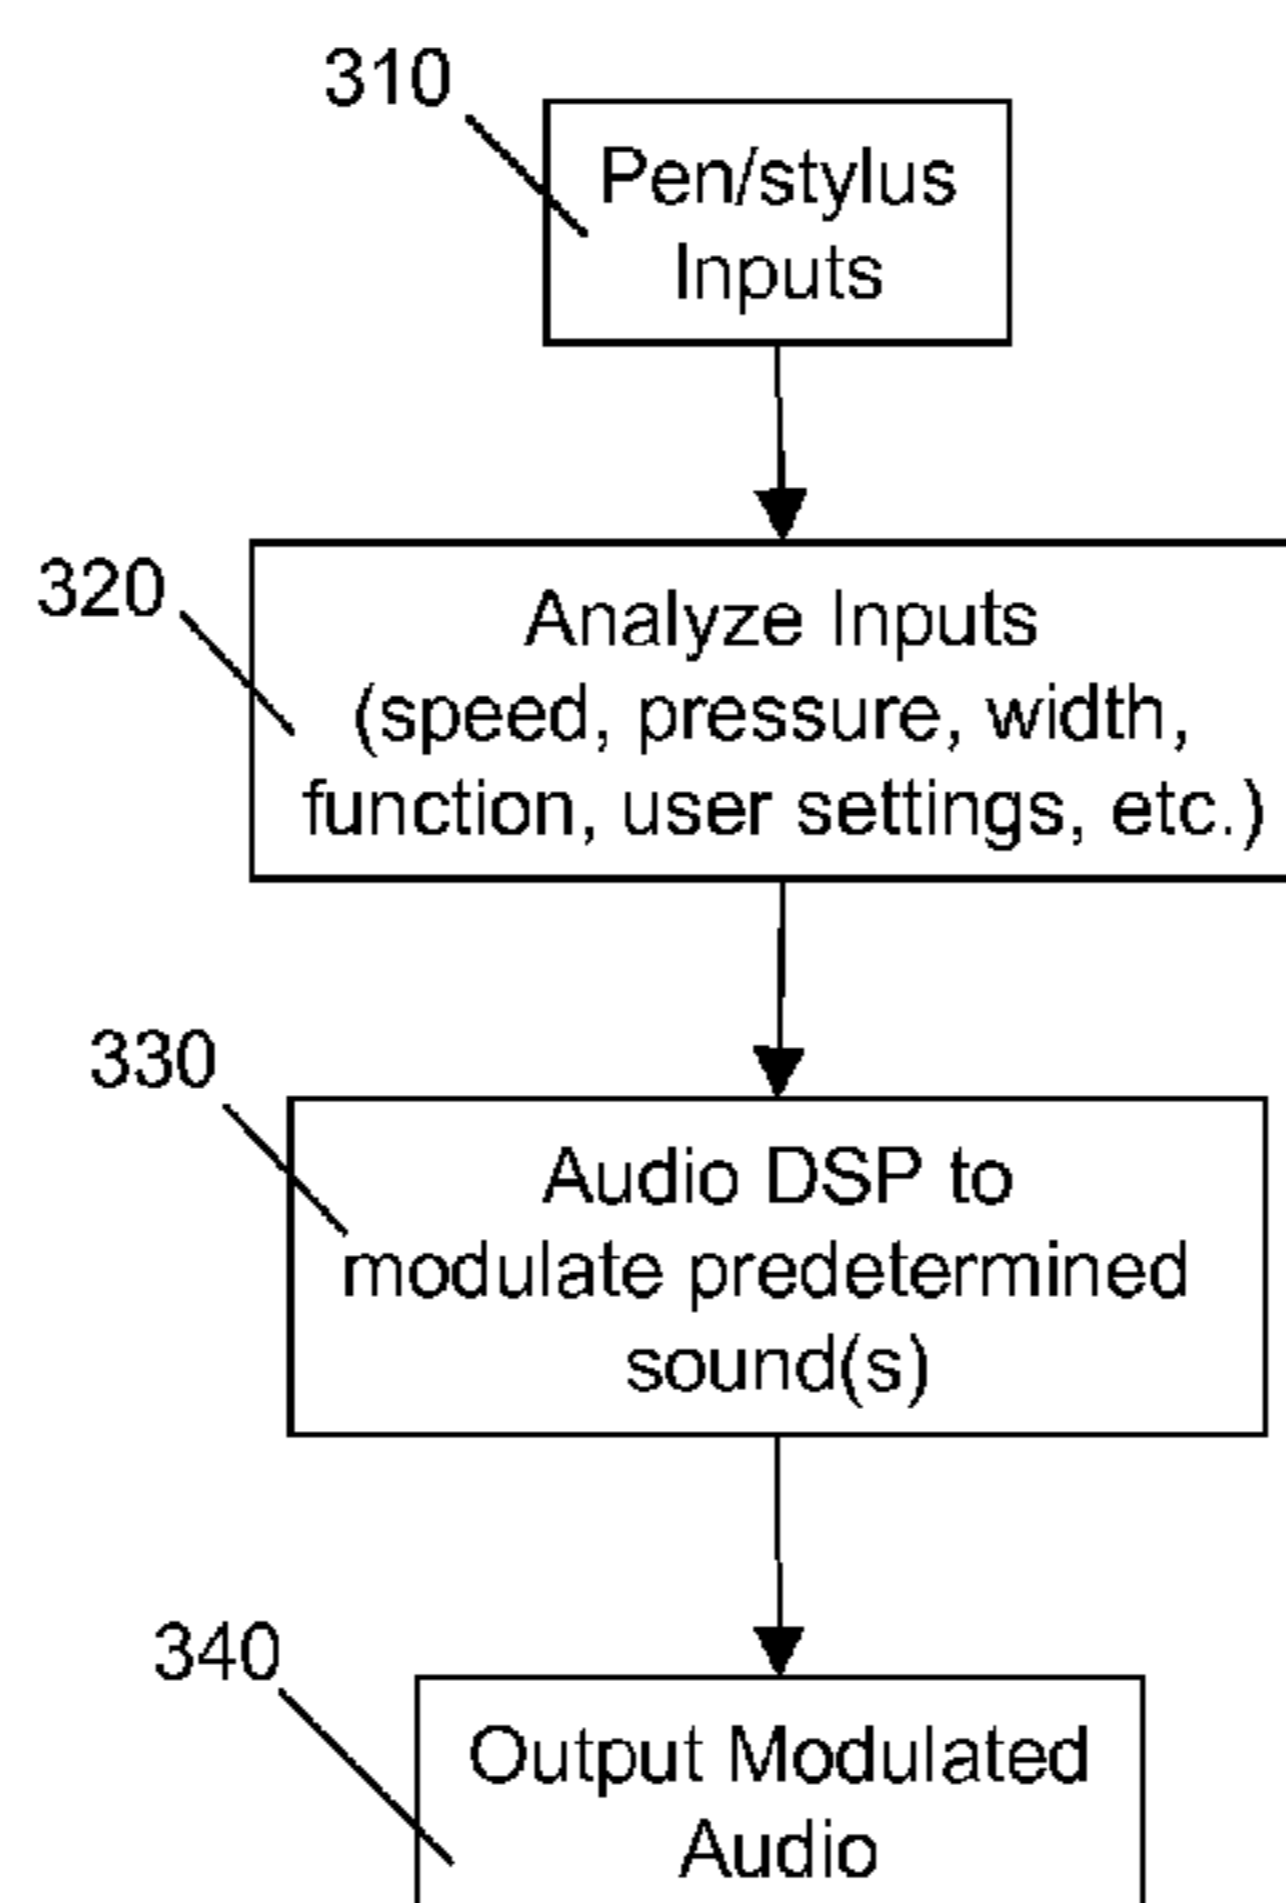 310
Pen/stylus
Inputs
320
Analyze Inputs
(speed, pressure, width,
function, user settings, etc.)
330
Audio DSP to
modulate predetermined
sound(s)
340
Output Modulated
Audio